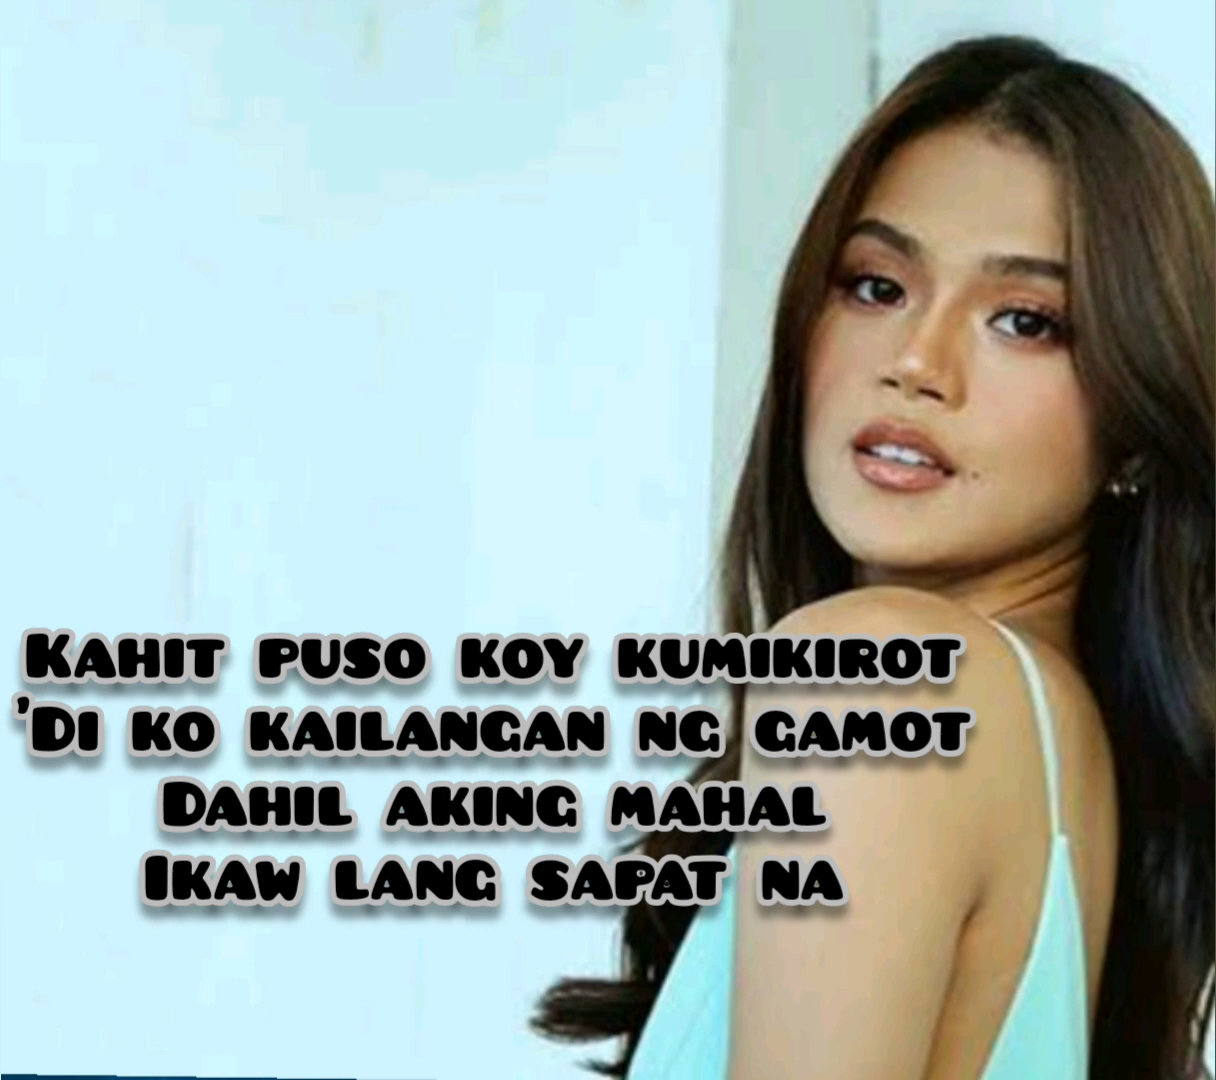 Kahit puso koy kumikirot
'Di ko kailangan ng gamot
Dahil aking mahal
Ikaw lang sapat na